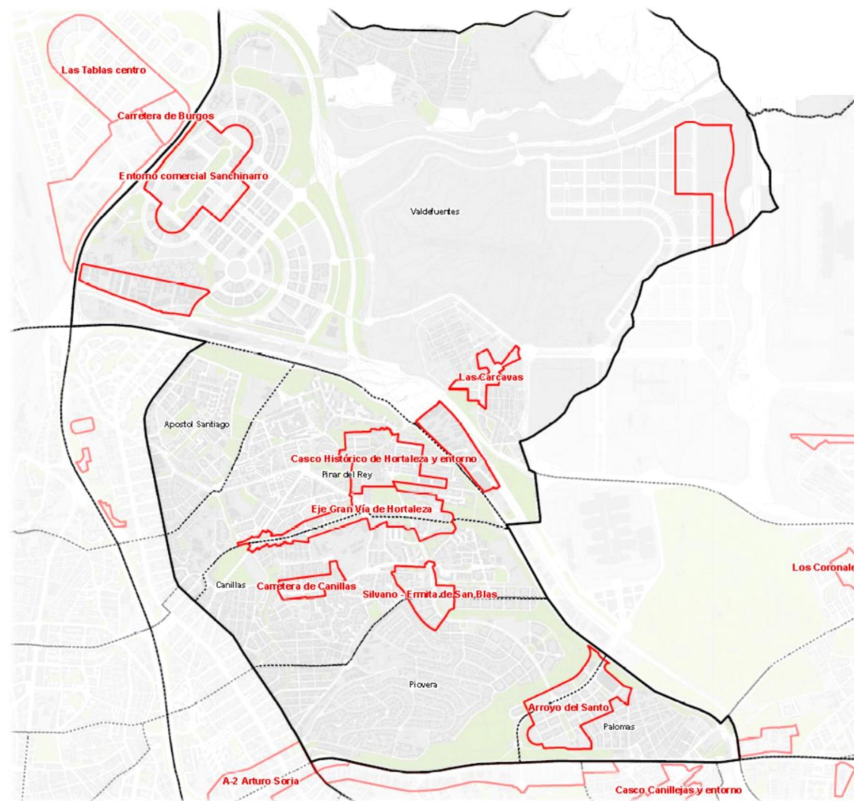 Las Tablas centro
Carretera de Burgos
Entorno comercial Sanchinarro
Valdefuentes
Las Carcavas
Apostol Santiago
Casco Histórico de Hortaleza y entorno
Pinar del Rey
Eje Gran Vía de Hortaleza
Los Coronale
Canillas
Carretera de Canillas
Silvano - Ermita de San Blas
Piovera
Arroyo del Santo
Palomas
A-2 Arturo Soria
Casco Canillejas y entorno